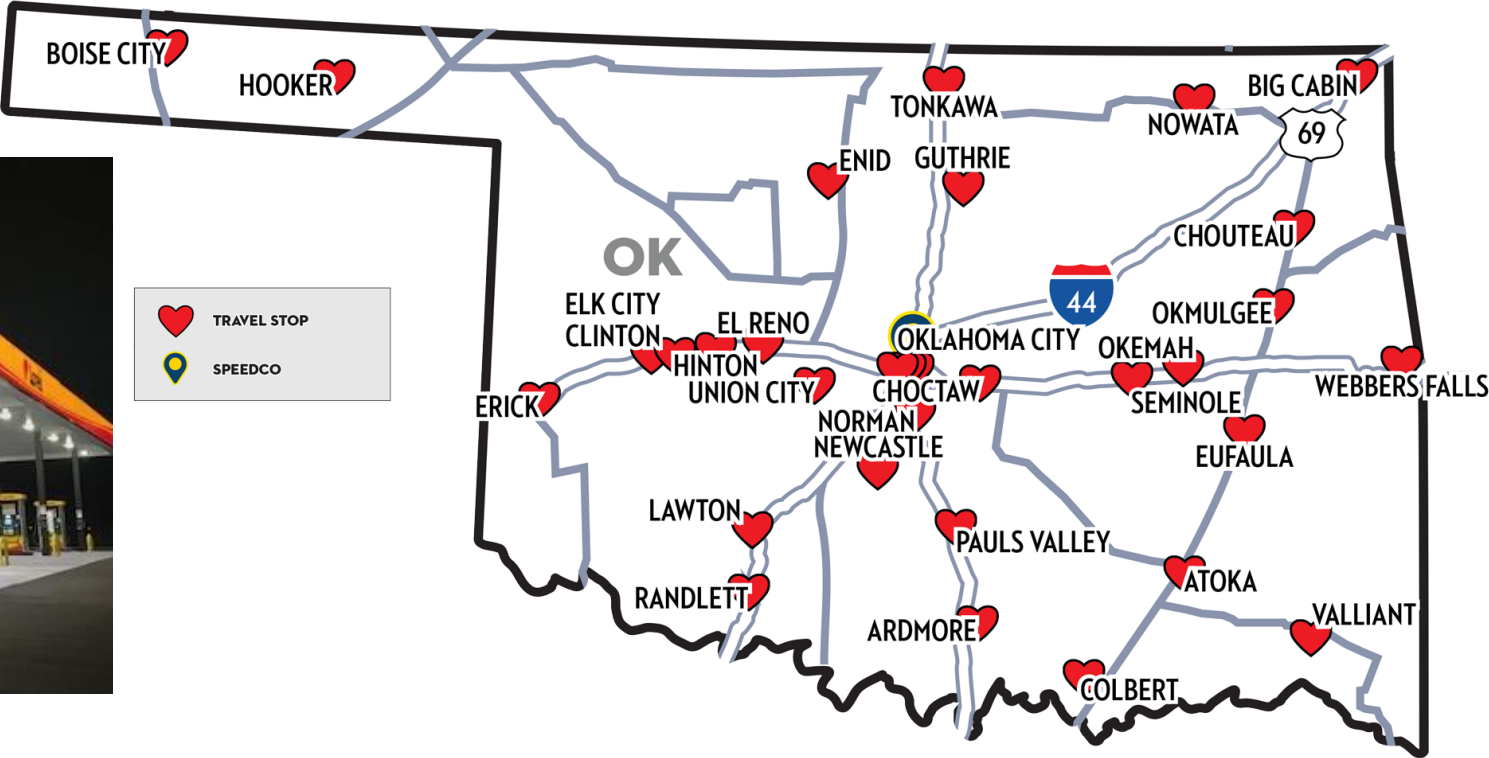 BOISE CITY
HOOKER
TONKAWA
NOWATA
BIG CABIN
69
ENID
GUTHRIE
CHOUTEAU
OK
44
TRAVEL STOP
SPEEDCO
ELK CITY
CLINTON
EL RENO
HINTON
UNION CITY
OKLAHOMA CITY
CHOCTAW
OKMULGEE
OKEMAH
SEMINOLE
WEBBERS FALLS
ERICK
NORMAN
NEWCASTLE
EUFAULA
LAWTON
PAULS VALLEY
RANDLETT
ATOKA
ARDMORE
VALLIANT
COLBERT